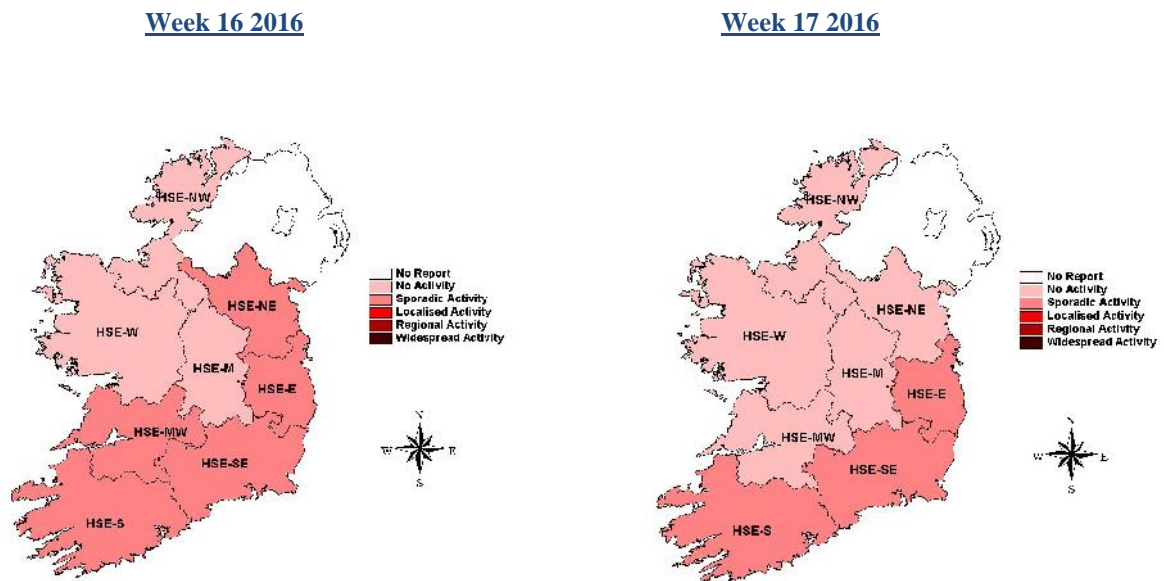 Week 16 2016
HSE-NW
HSE-NE
HSE-W
HSE-M
HSE-E
HSE-MW
HSE-SE
HSE-S
No Report
No Activity
Sporadic Activity
Localised Activity
Regional Activity
Widespread Activity
N
W E
S
Week 17 2016
HSE-NW
HSE-NE
HSE-W
HSE-M
HSE-E
HSE-MW
HSE-SE
HSE-S
No Report
No Activity
Sporadic Activity
Localised Activity
Regional Activity
Widespread Activity
N
W E
S